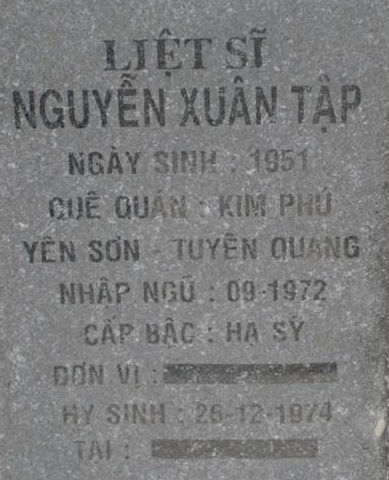 LIỆT SĨ
NGUYỄN XUÂN TẬP
NGÀY SINH : 1951
QUÊ QUÁN : KIM PHÚ
YÊN SƠN - TUYÊN QUANG
NHẬP NGŨ : 09-1972
CẤP BẬC : HẠ SỸ
ĐƠN VỊ :
HY SINH : 26-12-1974
TẠI :